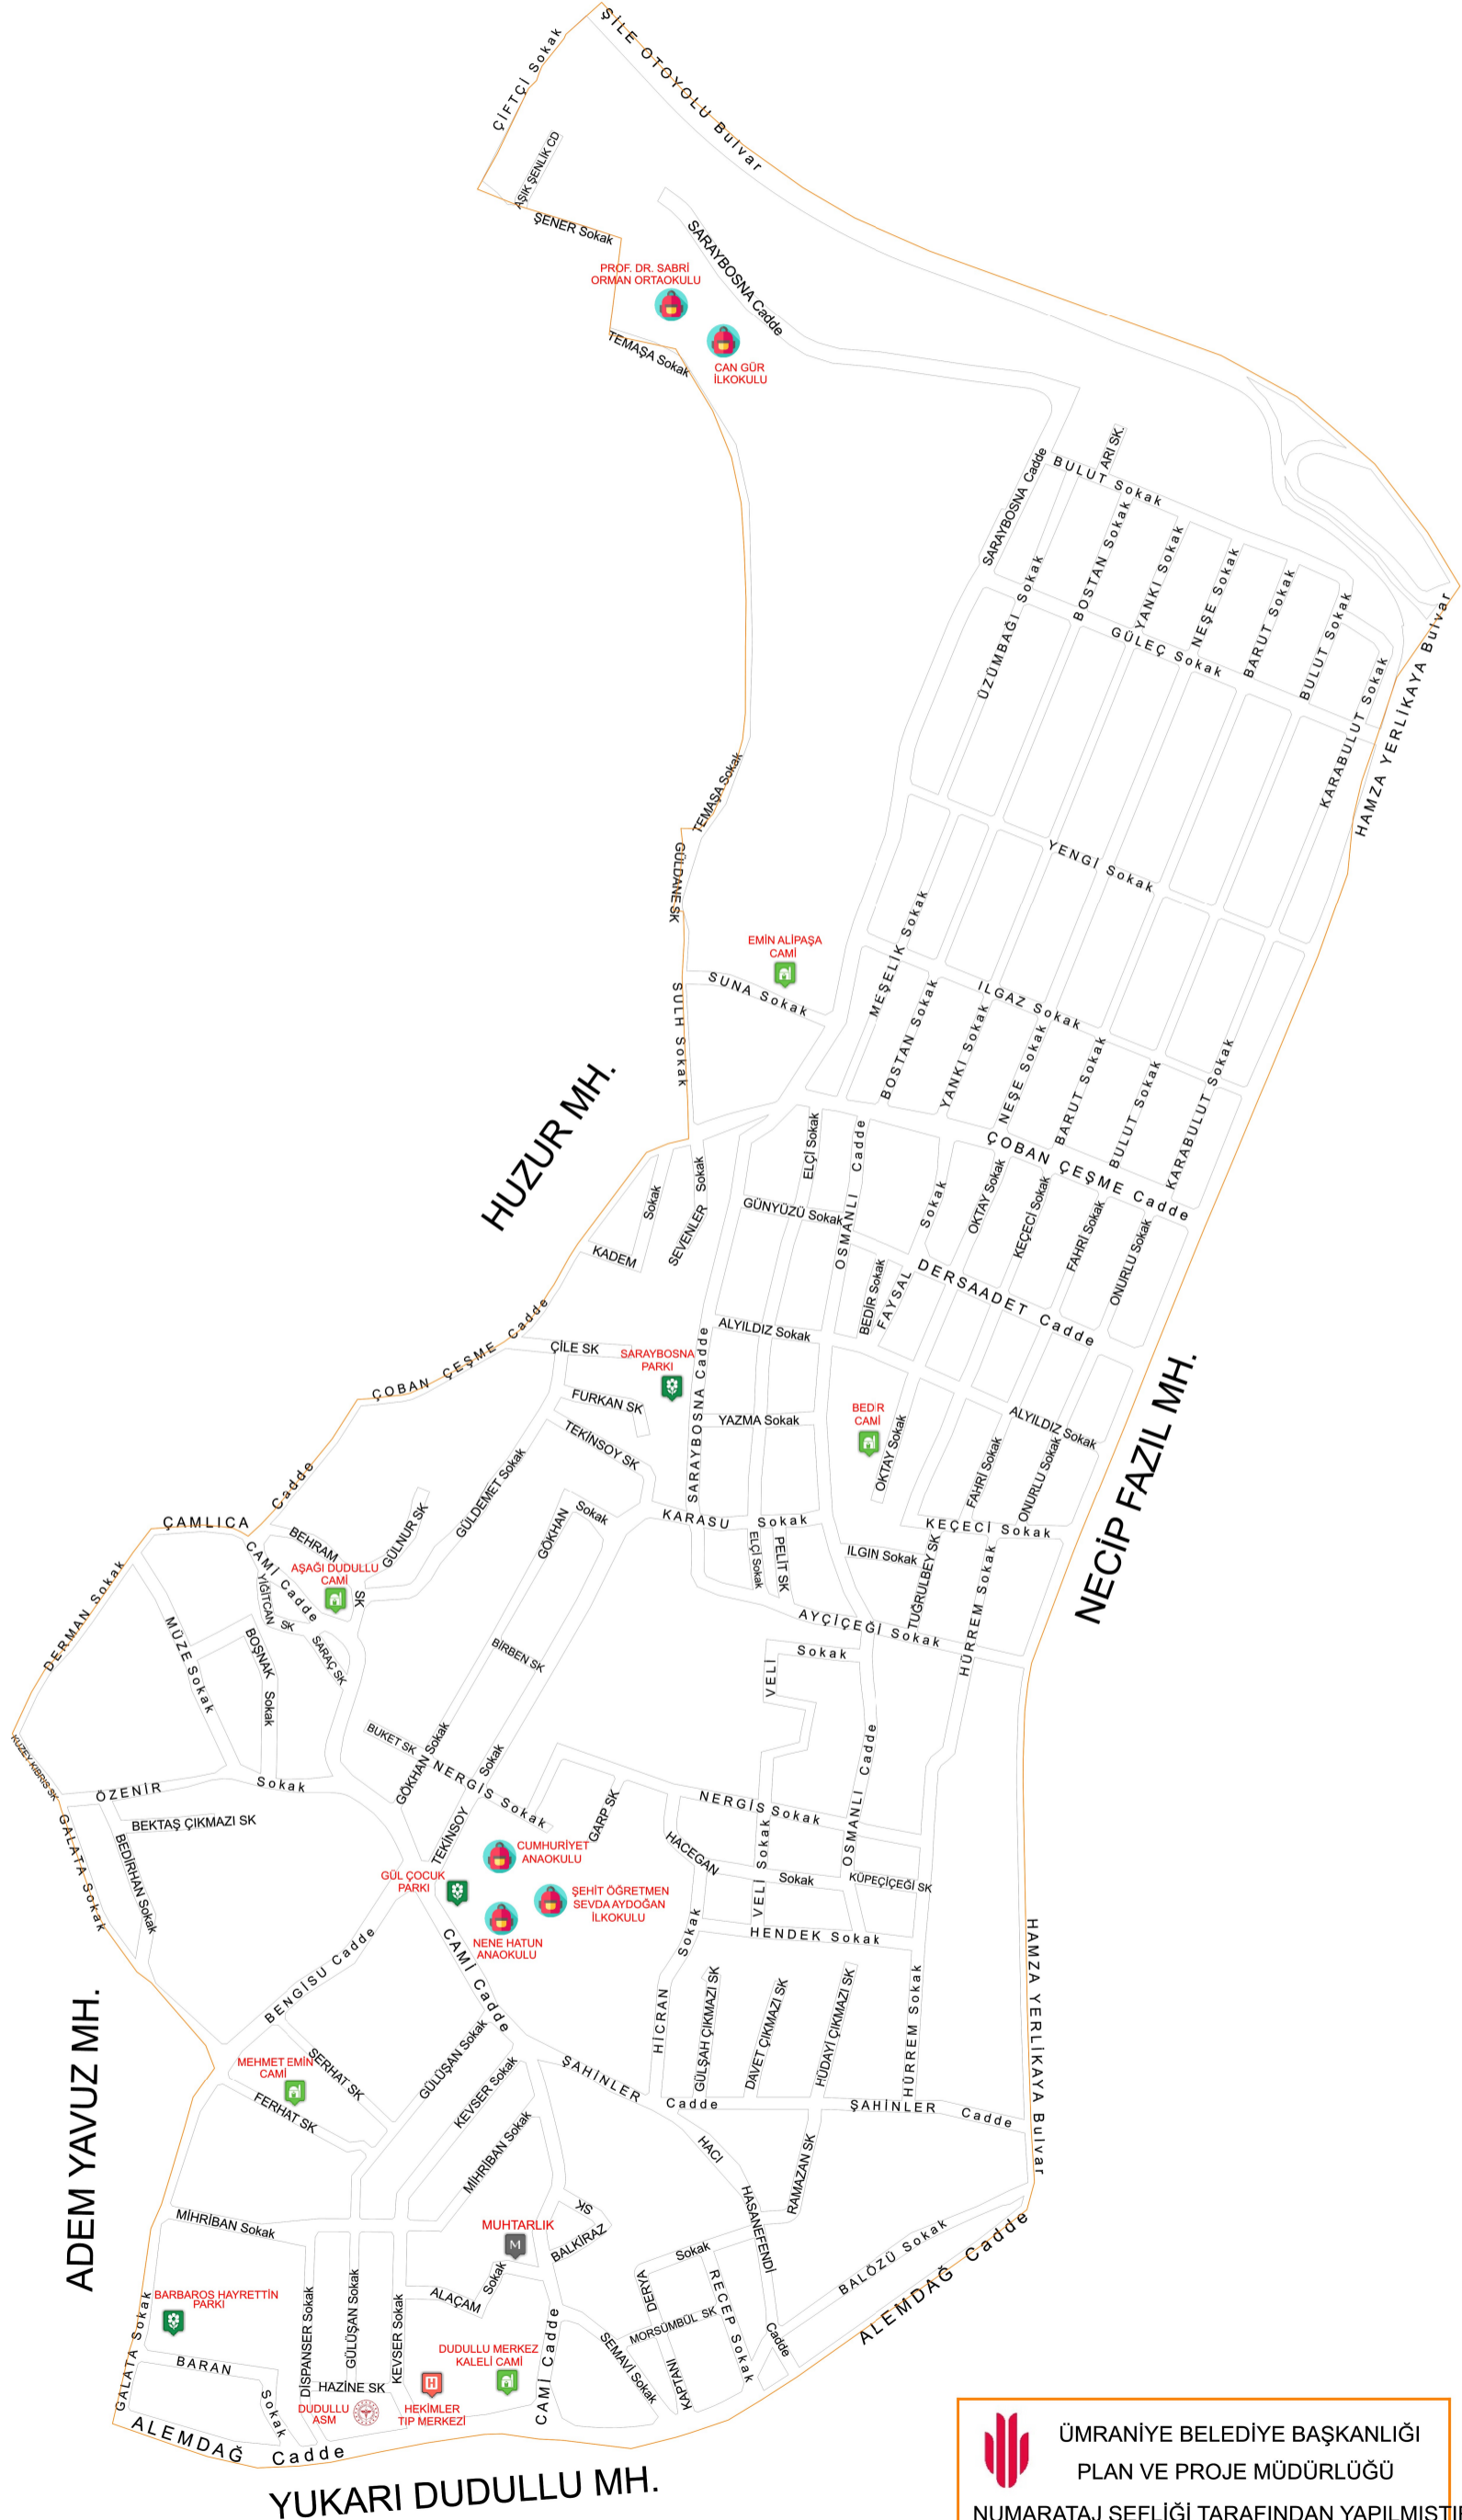 ŞİLE OTOYOLU Bulvar
ÇİFTÇİ Sokak
AŞIK ŞENLİK CD
ŞENER Sokak
SARAYBOSNA Cadde
PROF. DR. SABRİ
ORMAN ORTAOKULU
TEMAŞA Sokak
CAN GÜR
İLKOKULU
ARI SK.
SARAYBOSNA Cadde
BULUT Sokak
ÜZÜMBAĞI Sokak
BOSTAN Sokak
YANKI Sokak
NEŞE Sokak
BARUT Sokak
BULUT Sokak
KARABULUT Sokak
HAMZA YERLİKAYA Bulvar
GÜLEÇ Sokak
TEMAŞA Sokak
GÜLDANE SK
YENGİ Sokak
EMİN ALİPAŞA
CAMİ
SUNA Sokak
SULH Sokak
MEŞELİK Sokak
ILGAZ Sokak
BOSTAN Sokak
YANKI Sokak
NEŞE Sokak
BARUT Sokak
BULUT Sokak
KARABULUT Sokak
HUZUR MH.
ÇOBAN ÇEŞME Cadde
ELÇİ Sokak
OSMANLI Cadde
Sokak
OKTAY Sokak
KEÇECİ Sokak
FAHRİ Sokak
ONURLU Sokak
Sokak
KADEM
SEVENLER Sokak
GÜNYÜZÜ Sokak
BEDİR Sokak
FAYSAL
DERSAADET Cadde
ÇOBAN ÇEŞME Cadde
ÇİLE SK
SARAYBOSNA
PARKI
SARAYBOSNA Cadde
ALYILDIZ Sokak
FURKAN SK
TEKİNSOY SK
YAZMA Sokak
BEDİR
CAMİ
OKTAY Sokak
ALYILDIZ Sokak
FAHRİ Sokak
ONURLU Sokak
NECİP FAZIL MH.
GÜLDEMET Sokak
GÜLNUR SK
GÖKHAN Sokak
KARASU Sokak
ELÇİ Sokak
PELİT SK
ILGIN Sokak
KEÇECİ Sokak
TUĞRULBEY SK
HÜRREM Sokak
ÇAMLICA Cadde
BEHRAM
SK
CAMİ Cadde
AŞAĞI DUDULLU
CAMİ
YİĞİTCAN SK
SARAÇ SK
DERMAN Sokak
MÜZE Sokak
BOŞNAK Sokak
BİRBEN SK
AYÇİÇEĞİ Sokak
VELİ Sokak
KUZEY KIBRIS SK
BUKET SK
GÖKHAN Sokak
NERGİS Sokak
TEKİNSOY Sokak
ÖZENİR Sokak
BEKTAŞ ÇIKMAZI SK
BEDİRHAN Sokak
GALATA Sokak
GARP SK
NERGİS Sokak
OSMANLI Cadde
HACEGAN Sokak
VELİ Sokak
KÜPEÇİÇEĞİ SK
CUMHURİYET
ANAOKULU
GÜL ÇOCUK
PARKI
ŞEHİT ÖĞRETMEN
SEVDA AYDOĞAN
İLKOKULU
NENE HATUN
ANAOKULU
HENDEK Sokak
BENGİSU Cadde
CAMİ Cadde
HİCRAN Sokak
GÜLŞAH ÇIKMAZI SK
DAVET ÇIKMAZI SK
HÜDAYİ ÇIKMAZI SK
HÜRREM Sokak
HAMZA YERLİKAYA Bulvar
ADEM YAVUZ MH.
SERHAT SK
MEHMET EMİN
CAMİ
FERHAT SK
GÜLÜŞAN Sokak
KEVSER Sokak
ŞAHİNLER Cadde
ŞAHİNLER Cadde
MİHRİBAN Sokak
HACI HASANEFENDİ Cadde
RAMAZAN SK
MİHRİBAN Sokak
MUHTARLIK
M
BALKİRAZ SK
BALÖZÜ Sokak
ALEMDAĞ Cadde
BARBAROS HAYRETTİN
PARKI
GALATA Sokak
DİSPANSER Sokak
GÜLÜŞAN Sokak
KEVSER Sokak
ALAÇAM Sokak
DERYA Sokak
KAPTANI
MORSÜMBÜL SK
RECEP Sokak
SEMAVİ Sokak
CAMİ Cadde
DUDULLU MERKEZ
KALELİ CAMİ
BARAN Sokak
HAZİNE SK
DUDULLU
ASM
H
HEKİMLER
TIP MERKEZİ
ALEMDAĞ Cadde
YUKARI DUDULLU MH.
ÜMRANİYE BELEDİYE BAŞKANLIĞI
PLAN VE PROJE MÜDÜRLÜĞÜ
NUMARATAJ ŞEFLİĞİ TARAFINDAN